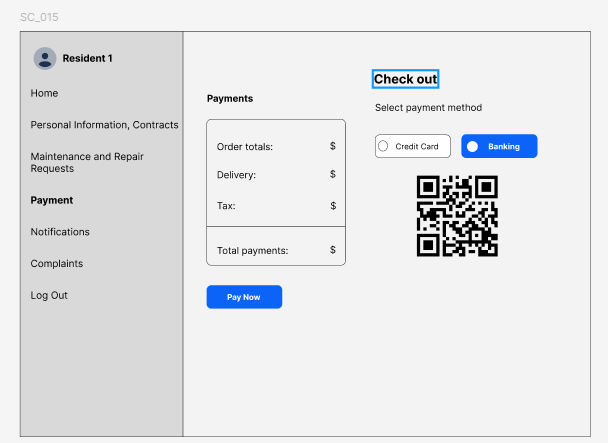 SC_015
Resident 1
Home
Personal Information, Contracts
Maintenance and Repair
Requests
Payment
Notifications
Complaints
Log Out
Payments
Order totals: $
Delivery: $
Tax: $
Total payments: $
Pay Now
Check out
Select payment method
Credit Card
Banking